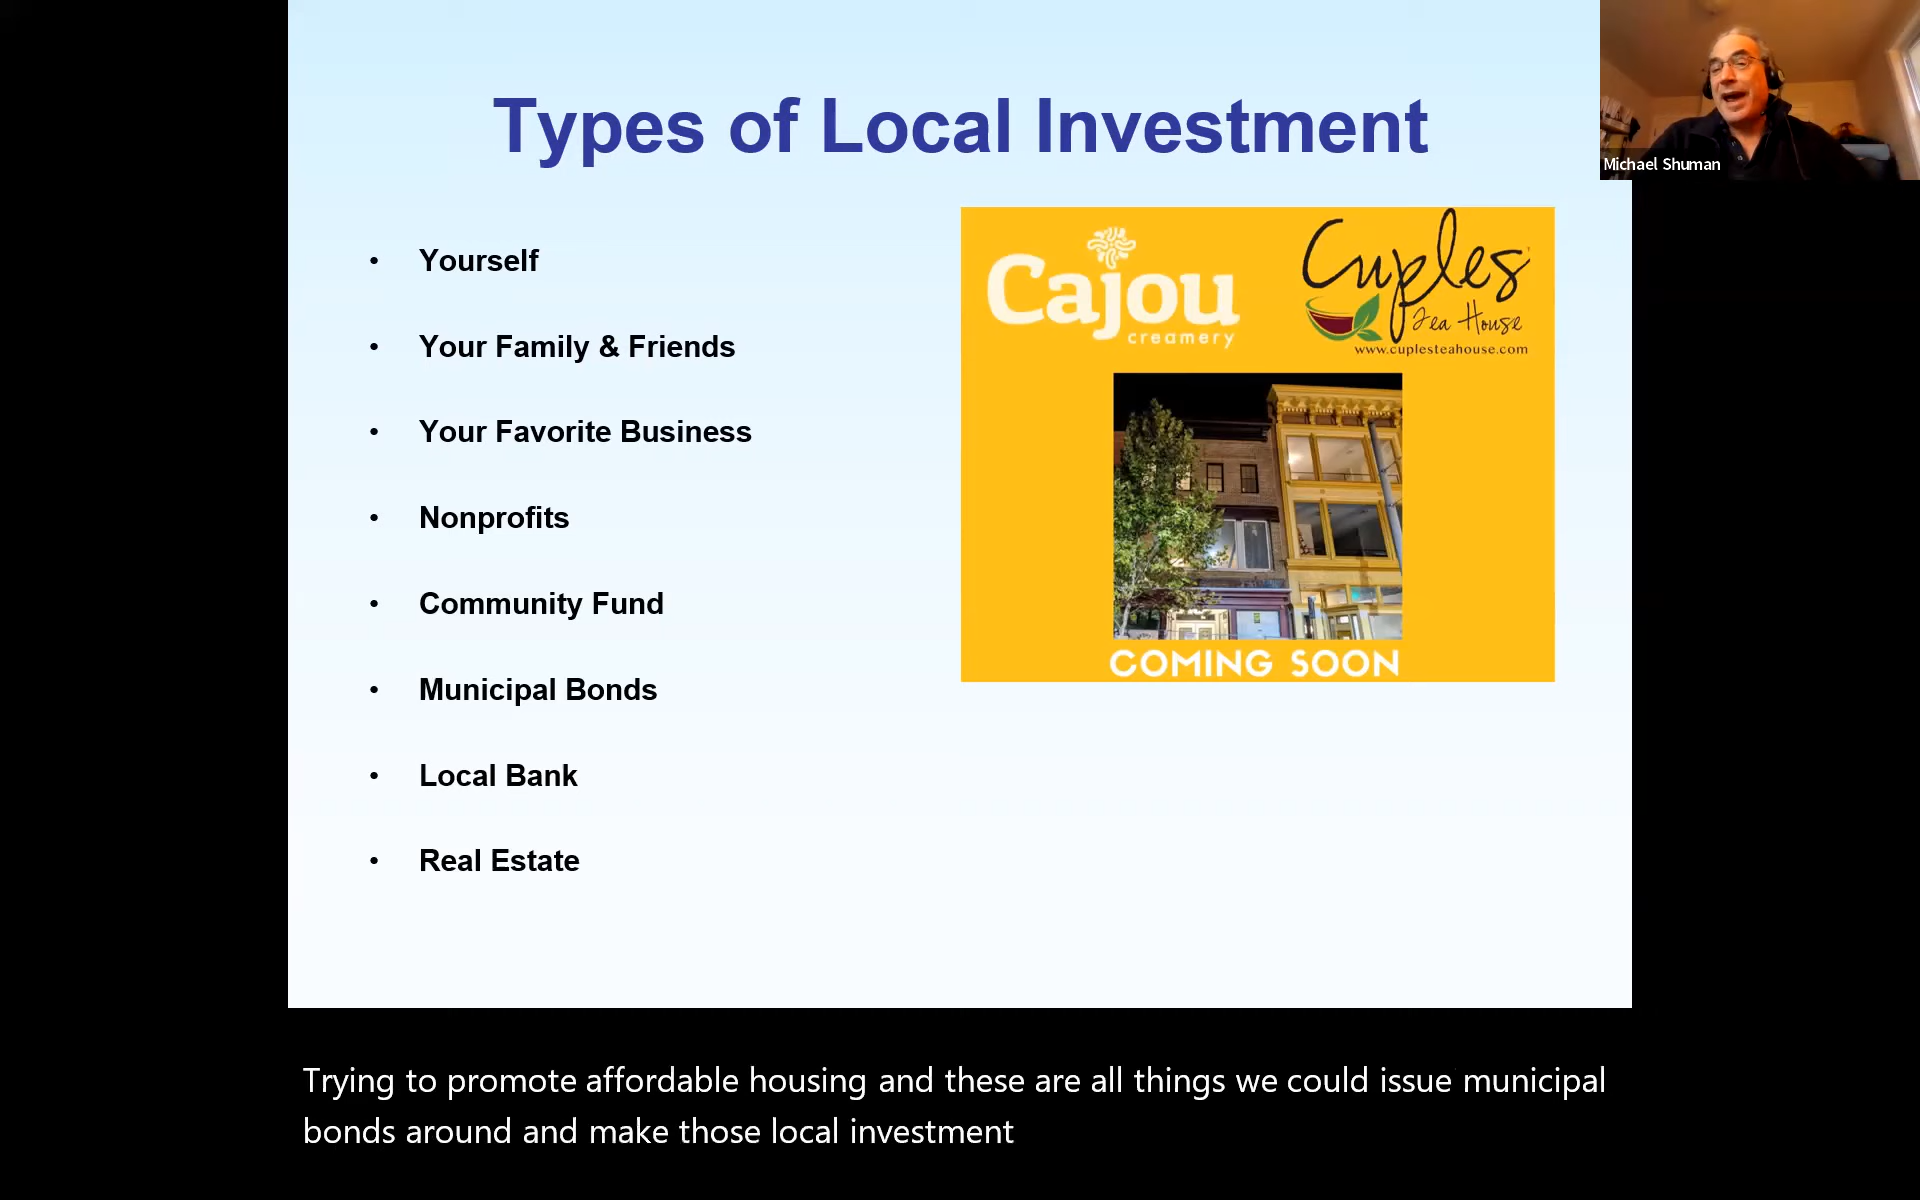 Types of Local Investment
Michael Shuman
• Yourself
• Your Family & Friends
• Your Favorite Business
• Nonprofits
• Community Fund
• Municipal Bonds
• Local Bank
• Real Estate
Cajou
creamery
Cuples
Tea House
www.cuplesteahouse.com
COMING SOON
Trying to promote affordable housing and these are all things we could issue municipal
bonds around and make those local investment